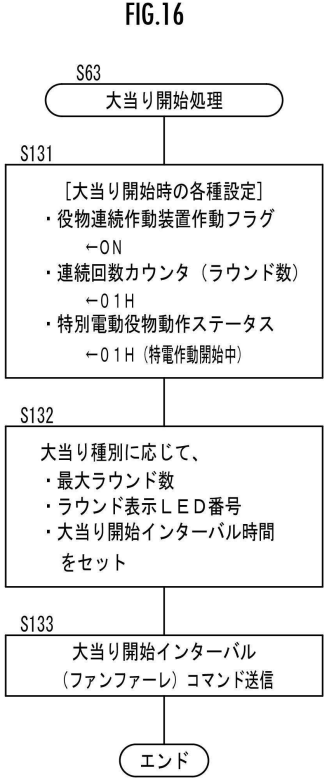 FIG.16
S63
大当り開始処理
S131
[大当り開始時の各種設定]
・役物連続作動装置作動フラグ
←ON
・連続回数カウンタ（ラウンド数）
←01H
・特別電動役物動作ステータス
←01H（特電作動開始中）
S132
大当り種別に応じて、
・最大ラウンド数
・ラウンド表示ＬＥＤ番号
・大当り開始インターバル時間
をセット
S133
大当り開始インターバル
（ファンファーレ）コマンド送信
エンド